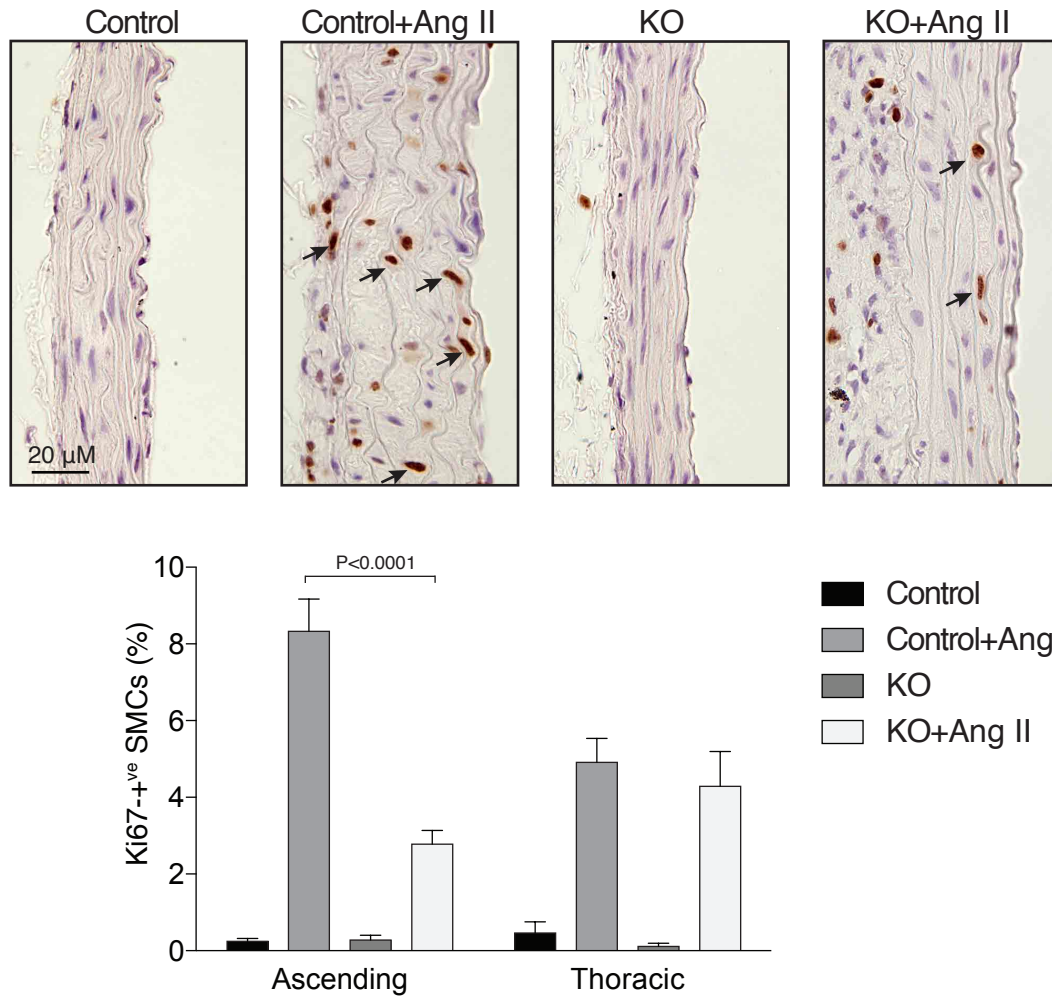 Control
Control+Ang II
KO
KO+Ang II
20 µM
10
8
6
4
2
0
Ki67-+ve SMCs (%)
P<0.0001
Ascending
Thoracic
Control
Control+Ang
KO
KO+Ang II